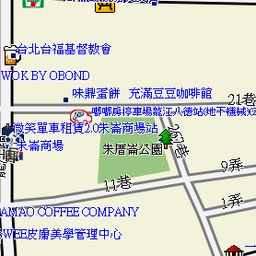 台北台福基督教會
WOK BY OBOND
味鼎蛋餅 充滿豆豆咖啡館
21巷
嘟嘟房停車場龍江八德站(地下機械)(2
微笑單車租賃2.0朱崙商場站
朱崙商場
朱厝崙公園
9弄
11巷
1弄
AMAO COFFEE COMPANY
SWEE皮膚美學管理中心